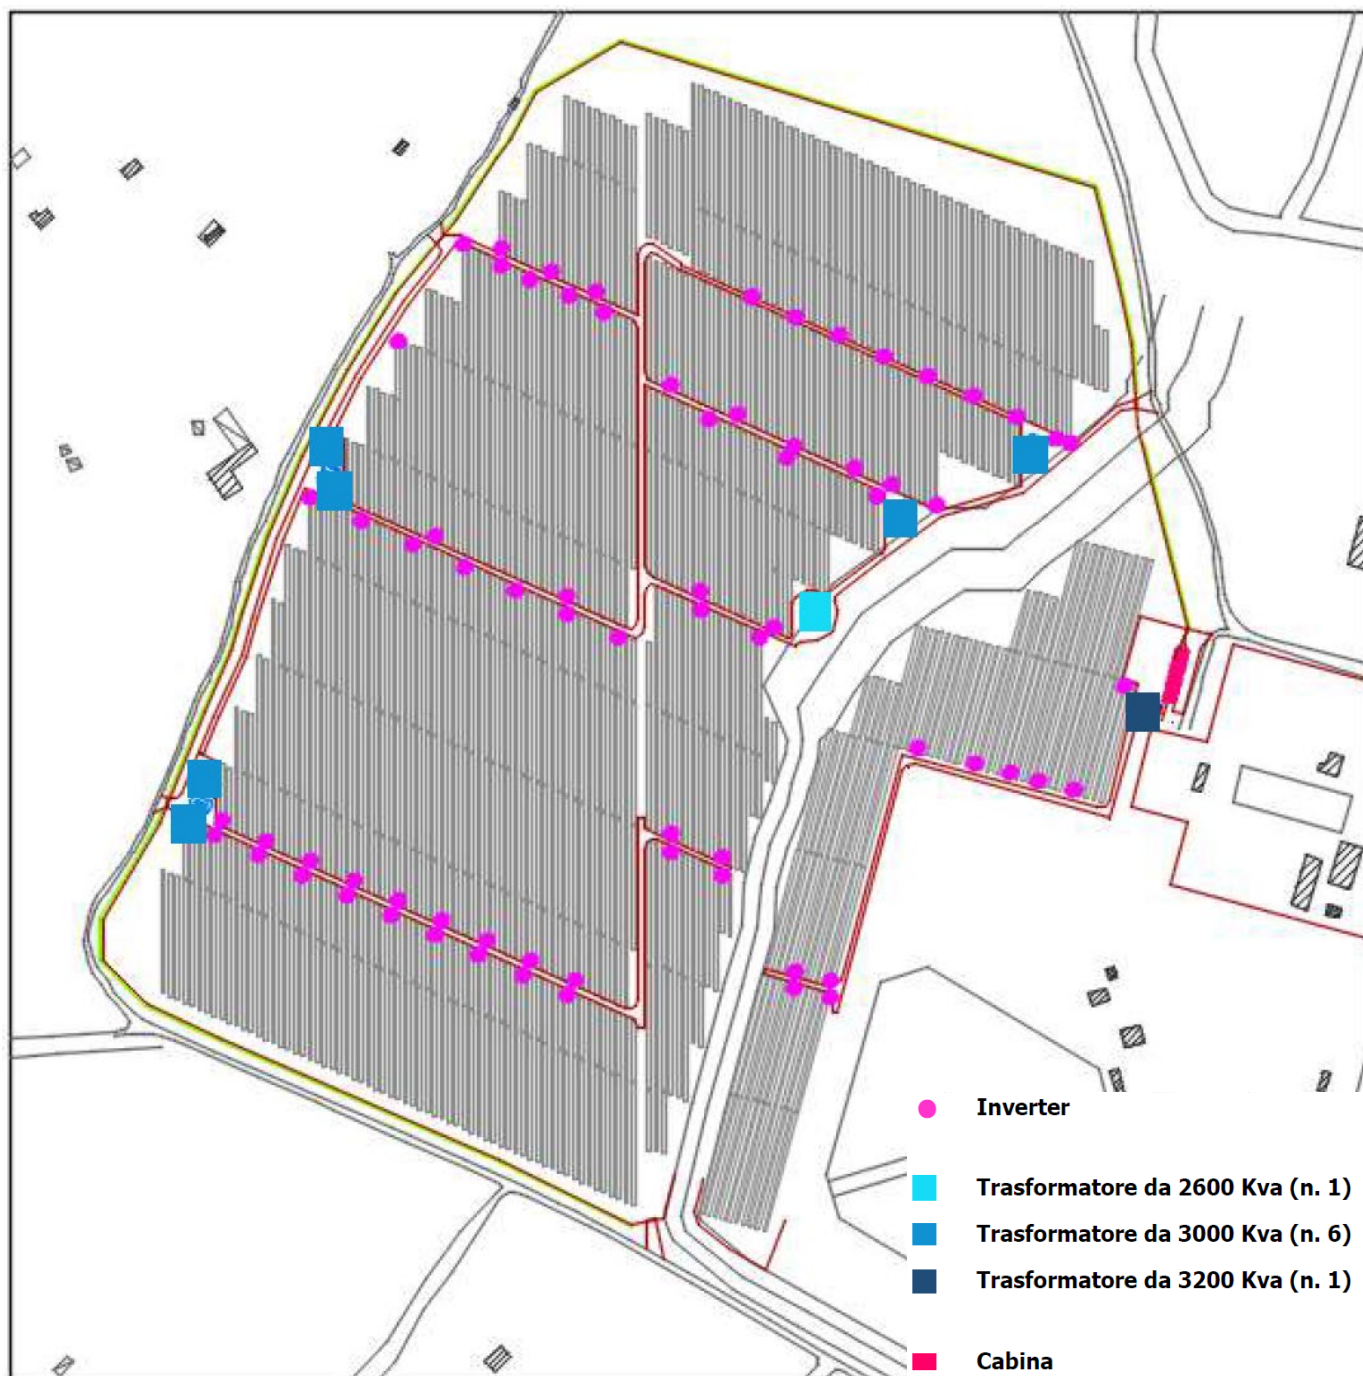 Inverter
Trasformatore da 2600 Kva (n. 1)
Trasformatore da 3000 Kva (n. 6)
Trasformatore da 3200 Kva (n. 1)
Cabina